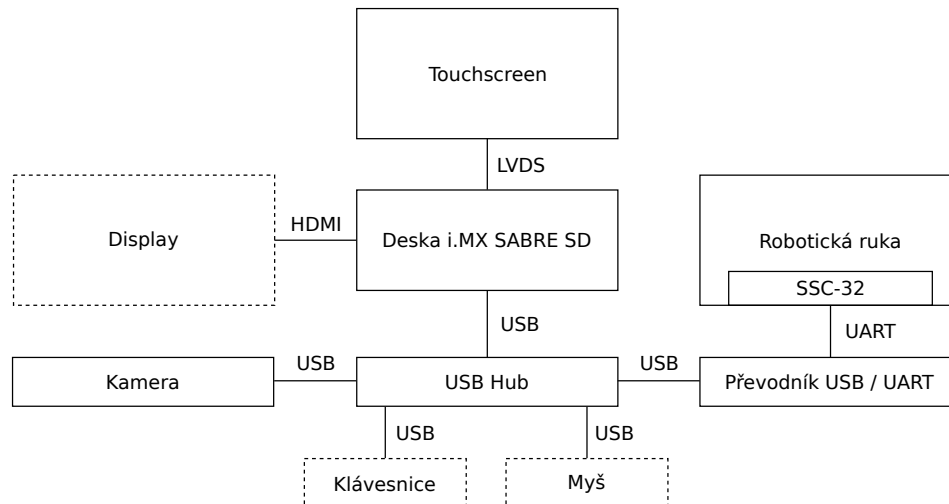 Touchscreen
LVDS
Display
HDMI
Deska i.MX SABRE SD
Robotická ruka
SSC-32
USB
UART
Kamera
USB
USB Hub
USB
Převodník USB / UART
USB
USB
Klávesnice
Myš